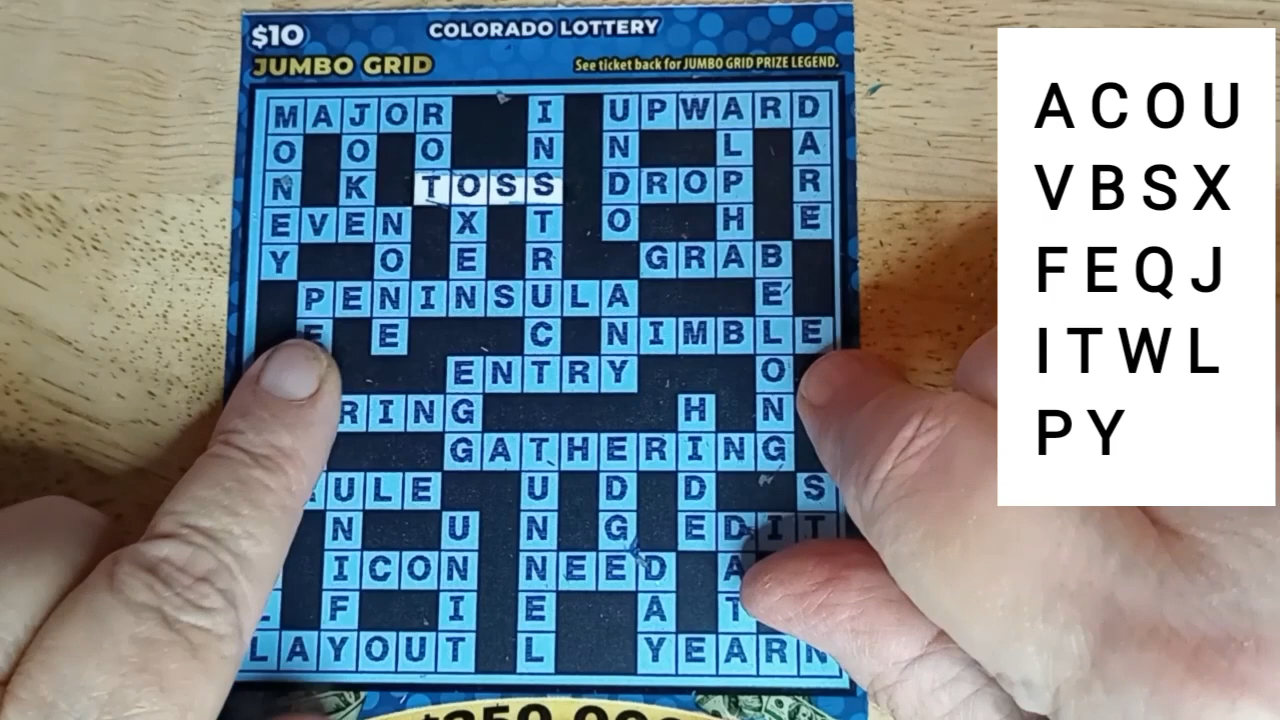 $10 COLORADO LOTTERY
JUMBO GRID See ticket back for JUMBO GRID PRIZE LEGEND.
MAJOR I UPWARD
O O O N N L A
N K TOSS DROP R
EVEN X T O H E
Y O E R GRAB
PENINSULA E
E E C NIMBLE
ENTRY O
RING G H N
GATHERING
ULE U D D S
N U N G EDIT
ICON NEED A
F I E A T
LAYOUT L YEARN
A C O U
V B S X
F E Q J
I T W L
P Y